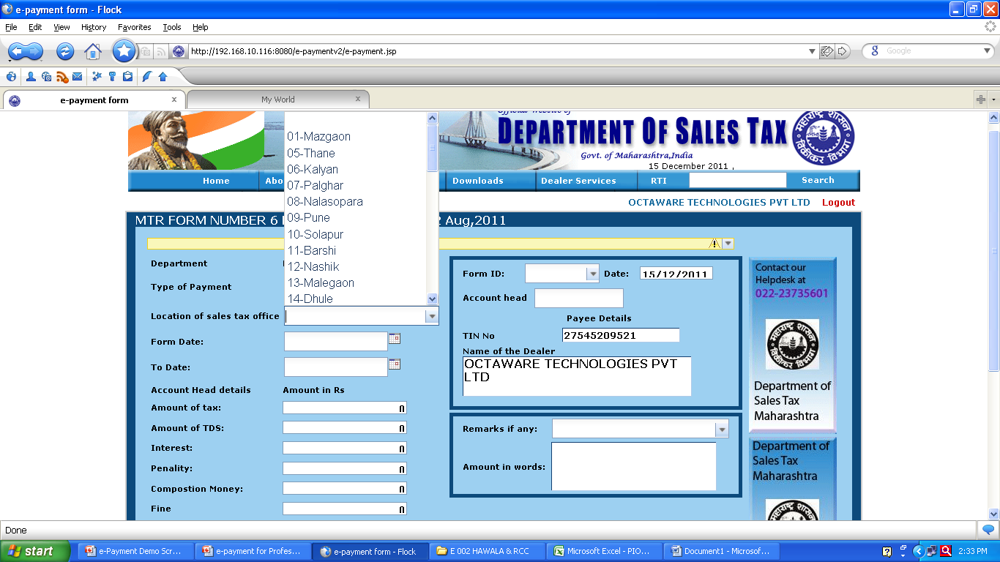 e-payment form - Flock
File Edit View History Favorites Tools Help
http://192.168.10.116:8080/e-paymentv2/e-payment.jsp
Google
e-payment form
My World
Official Website of
DEPARTMENT OF SALES TAX
Govt. of Maharashtra,India
15 December 2011 ,
Home
Abo
Downloads
Dealer Services
RTI
Search
OCTAWARE TECHNOLOGIES PVT LTD Logout
MTR FORM NUMBER 6
2 Aug,2011
01-Mazgaon
05-Thane
06-Kalyan
07-Palghar
08-Nalasopara
09-Pune
10-Solapur
11-Barshi
12-Nashik
13-Malegaon
14-Dhule
Department
Type of Payment
Location of sales tax office
Form Date:
To Date:
Account Head details Amount in Rs
Amount of tax: 0
Amount of TDS: 0
Interest: 0
Penality: 0
Compostion Money: 0
Fine 0
Form ID: Date: 15/12/2011
Account head
Payee Details
TIN No 27545209521
Name of the Dealer
OCTAWARE TECHNOLOGIES PVT
LTD
Remarks if any:
Amount in words:
Contact our
Helpdesk at
022-23735601
महाराष्ट्र शासन
विक्रीकर विभाग
Department of
Sales Tax
Maharashtra
Department of
Sales Tax
Maharashtra
Done
start
e-Payment Demo Scr...
e-payment for Profes...
e-payment form - Flock
E 002 HAWALA & RCC
Microsoft Excel - PIO...
Document1 - Microsof...
2:33 PM